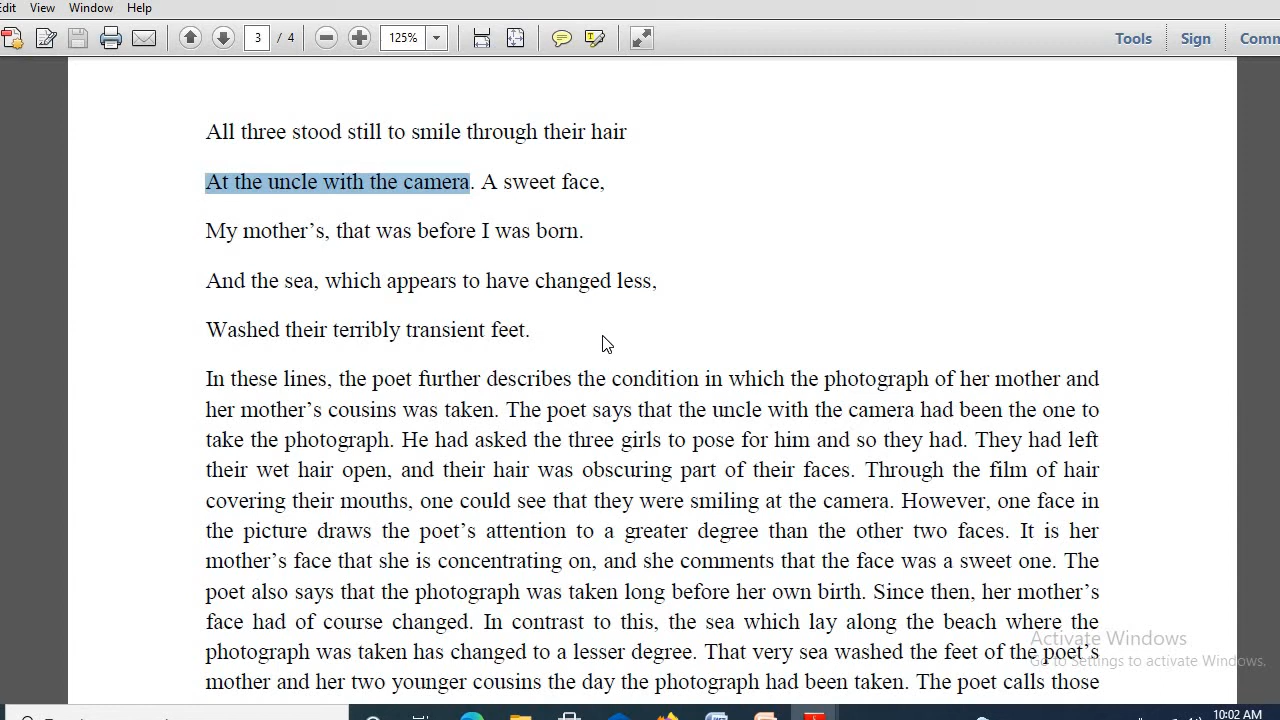 Edit View Window Help
3 / 4 125% Tools Sign
All three stood still to smile through their hair
At the uncle with the camera. A sweet face,
My mother’s, that was before I was born.
And the sea, which appears to have changed less,
Washed their terribly transient feet.
In these lines, the poet further describes the condition in which the photograph of her mother and
her mother’s cousins was taken. The poet says that the uncle with the camera had been the one to
take the photograph. He had asked the three girls to pose for him and so they had. They had left
their wet hair open, and their hair was obscuring part of their faces. Through the film of hair
covering their mouths, one could see that they were smiling at the camera. However, one face in
the picture draws the poet’s attention to a greater degree than the other two faces. It is her
mother’s face that she is concentrating on, and she comments that the face was a sweet one. The
poet also says that the photograph was taken long before her own birth. Since then, her mother’s
face had of course changed. In contrast to this, the sea which lay along the beach where the
photograph was taken has changed to a lesser degree. That very sea washed the feet of the poet’s
mother and her two younger cousins the day the photograph had been taken. The poet calls those
Activate Windows
Go to Settings to activate Windows.
10:02 AM